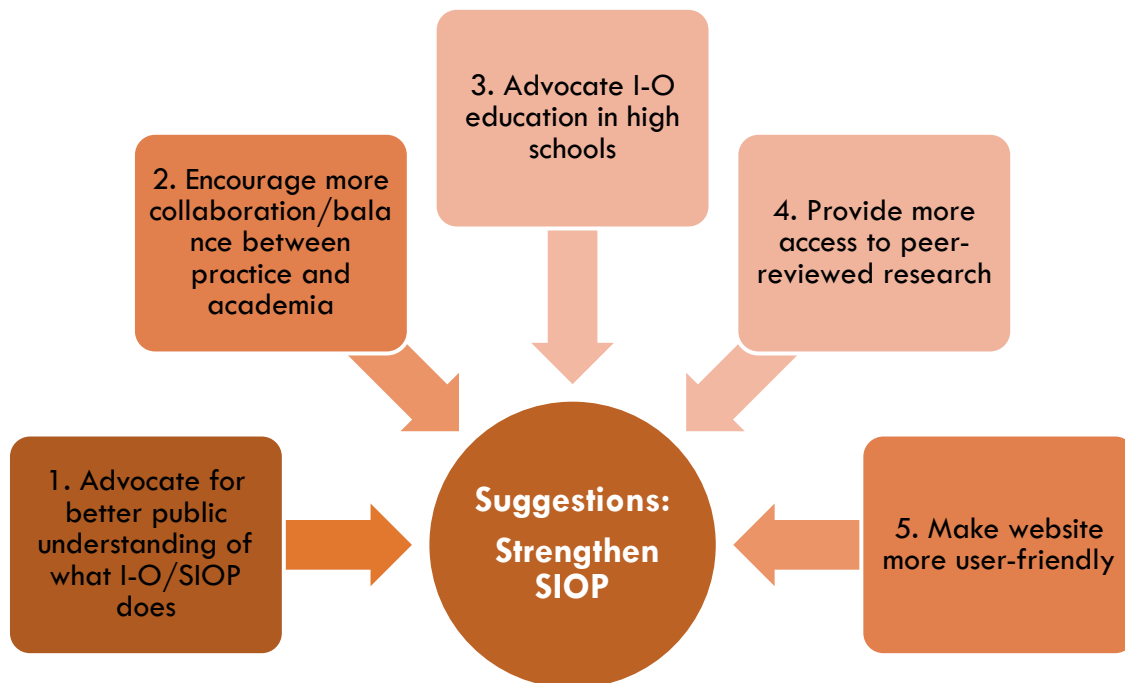 1. Advocate for
better public
understanding of
what I-O/SIOP
does
2. Encourage more
collaboration/bala
nce between
practice and
academia
3. Advocate I-O
education in high
schools
4. Provide more
access to peer-
reviewed research
5. Make website
more user-friendly
Suggestions:
Strengthen
SIOP